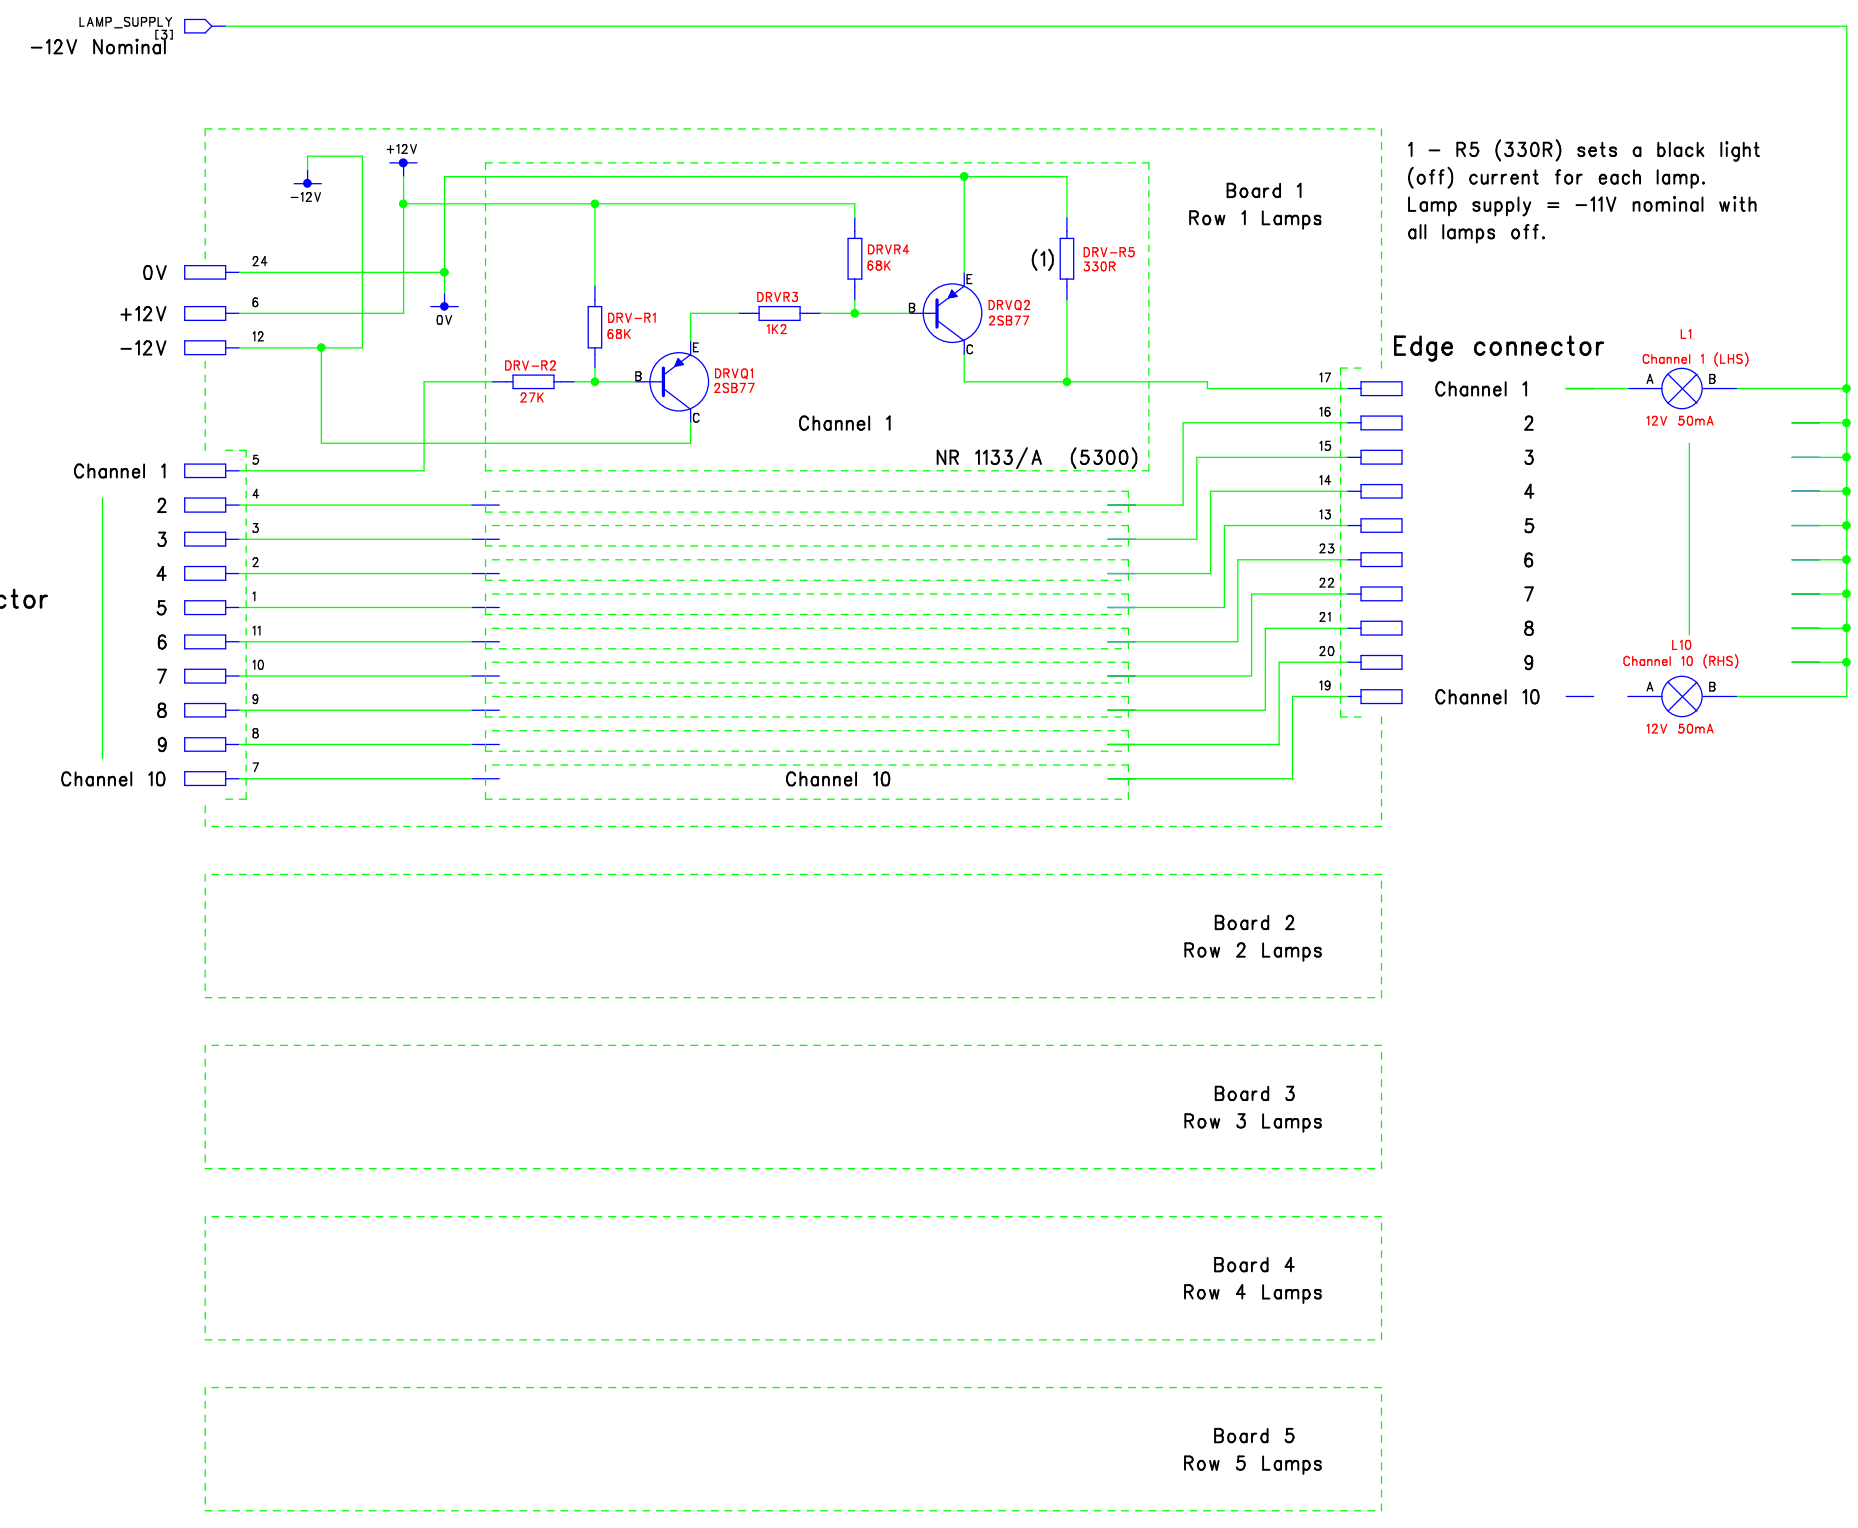 LAMP_SUPPLY
[3]
-12V Nominal
1 - R5 (330R) sets a black light
(off) current for each lamp.
Lamp supply = -11V nominal with
all lamps off.
+12V
-12V
Board 1
Row 1 Lamps
0V
24
+12V
6
-12V
12
0V
DRV-R1
68K
DRV-R2
27K
B
E
C
DRVQ1
2SB77
DRVR3
1K2
DRVR4
68K
B
E
C
DRVQ2
2SB77
(1)
DRV-R5
330R
Channel 1
NR 1133/A (5300)
Edge connector
Channel 1
5
2
4
3
3
4
2
5
1
6
11
7
10
8
9
9
8
Channel 10
7
ctor
Channel 10
17
Channel 1
16
2
15
3
14
4
13
5
23
6
22
7
21
8
20
9
19
Channel 10
L1
Channel 1 (LHS)
A
B
12V 50mA
L10
Channel 10 (RHS)
A
B
12V 50mA
Board 2
Row 2 Lamps
Board 3
Row 3 Lamps
Board 4
Row 4 Lamps
Board 5
Row 5 Lamps